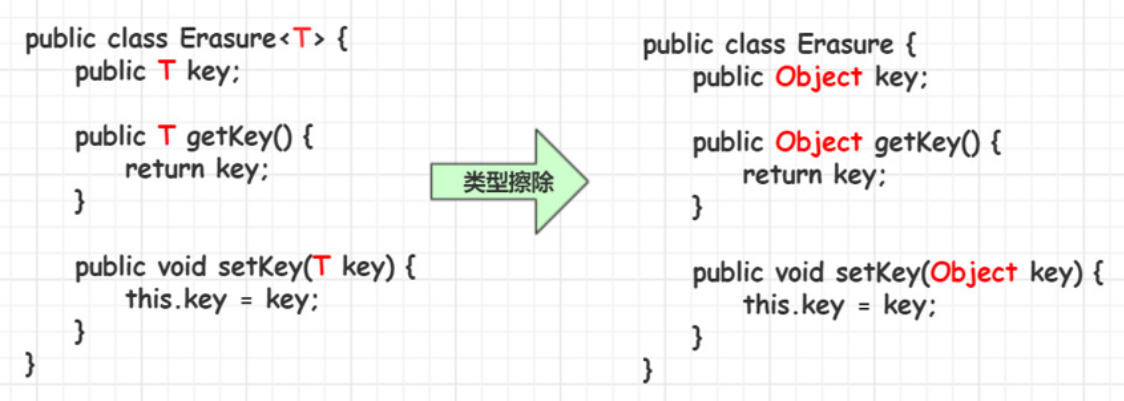 public class Erasure<T> {
public T key;
public T getKey() {
return key;
}
public void setKey(T key) {
this.key = key;
}
}
类型擦除
public class Erasure {
public Object key;
public Object getKey() {
return key;
}
public void setKey(Object key) {
this.key = key;
}
}